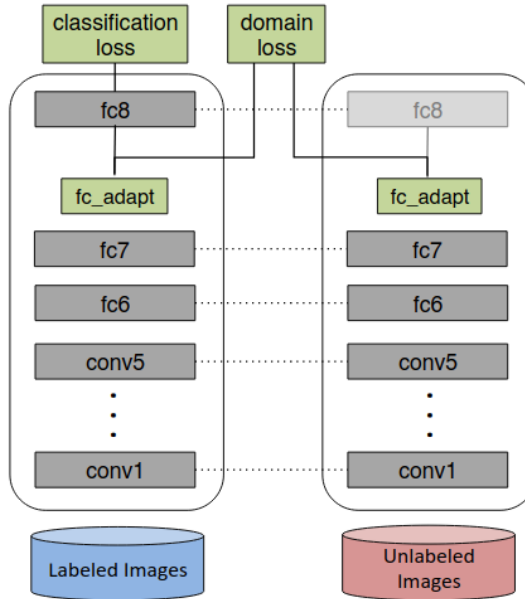 classification
loss
domain
loss
fc8
fc8
fc_adapt
fc_adapt
fc7
fc7
fc6
fc6
conv5
conv5
conv1
conv1
Labeled Images
Unlabeled
Images